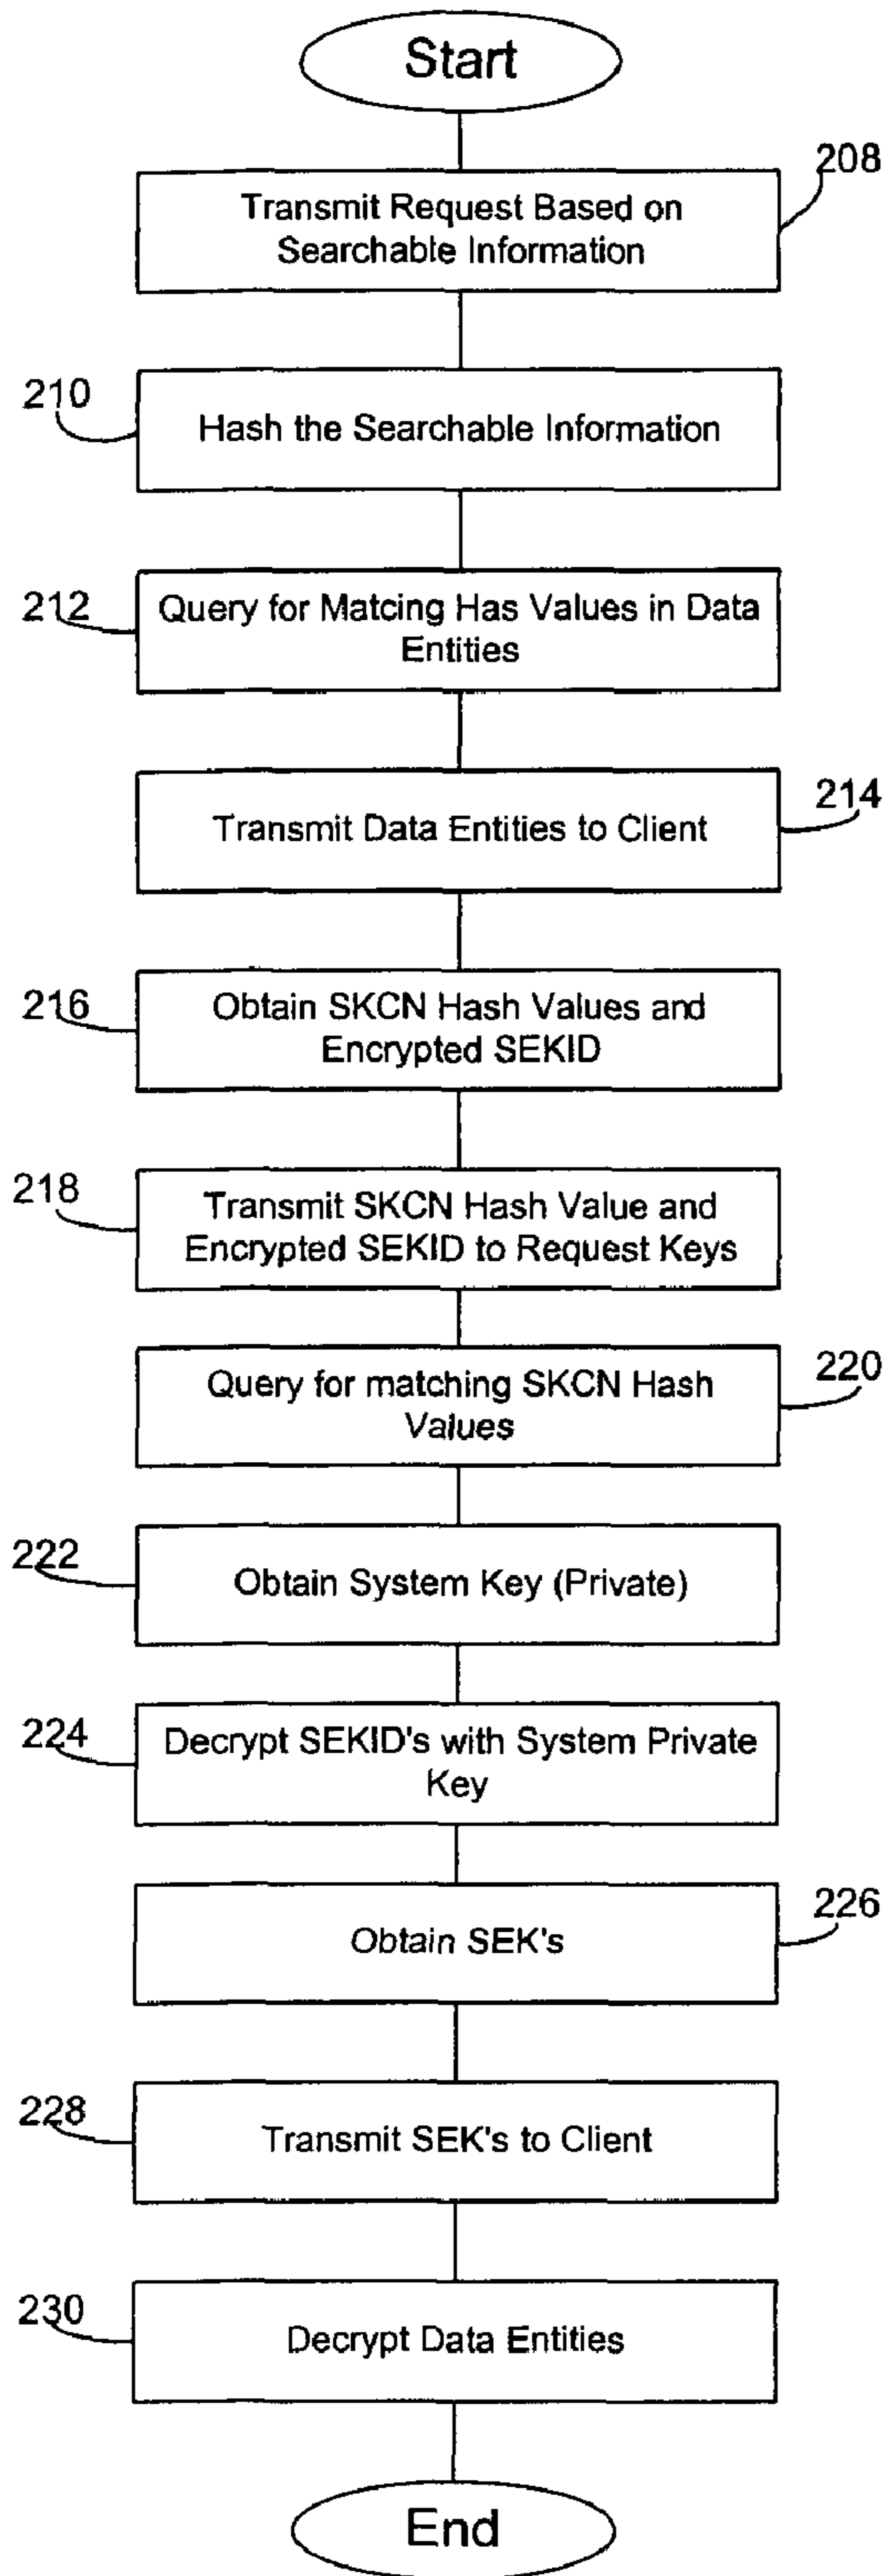 Start
208
Transmit Request Based on
Searchable Information
210
Hash the Searchable Information
212
Query for Matcing Has Values in Data
Entities
214
Transmit Data Entities to Client
216
Obtain SKCN Hash Values and
Encrypted SEKID
218
Transmit SKCN Hash Value and
Encrypted SEKID to Request Keys
220
Query for matching SKCN Hash
Values
222
Obtain System Key (Private)
224
Decrypt SEKID's with System Private
Key
226
Obtain SEK's
228
Transmit SEK's to Client
230
Decrypt Data Entities
End